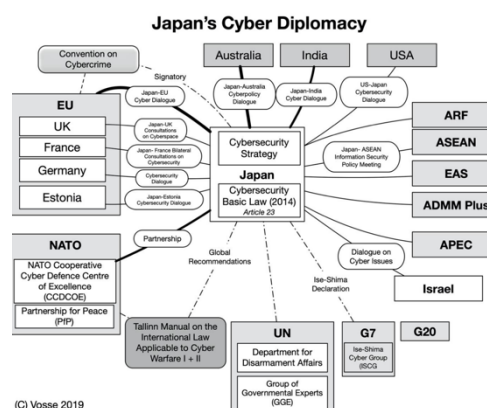 Japan's Cyber Diplomacy
Convention on
Cybercrime
Australia
India
USA
Signatory
Japan-EU
Cyber Dialogue
Japan-Australia
Cyberpolicy
Dialogue
Japan-India
Cyber Dialogue
US-Japan
Cybersecurity
Dialogue
EU
UK
France
Germany
Estonia
Japan-UK
Consultations
on Cyberspace
Japan- France Bilateral
Consultations on
Cybersecurity
Cybersecurity
Dialogue
Japan-Estonia
Cybersecurity Dialogue
Cybersecurity
Strategy
Japan
Cybersecurity
Basic Law (2014)
Article 23
Japan- ASEAN
Information Security
Policy Meeting
ARF
ASEAN
EAS
ADMM Plus
APEC
NATO
NATO Cooperative
Cyber Defence Centre
of Excellence
(CCDCOE)
Partnership for Peace
(PfP)
Partnership
Global
Recommendations
Ise-Shima
Declaration
Dialogue on
Cyber Issues
Israel
Tallinn Manual on the
International Law
Applicable to Cyber
Warfare I + II
UN
Department for
Disarmament Affairs
Group of
Governmental Experts
(GGE)
G7
Ise-Shima
Cyber Group
(ISCG
G20
(C) Vosse 2019